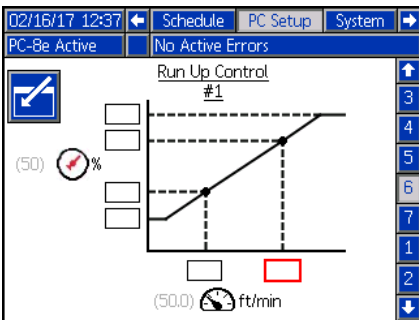 02/16/17 12:37 Schedule PC Setup System
PC-8e Active No Active Errors
Run Up Control
#1
3
4
5
(50) %
6
7
1
2
(50.0) ft/min